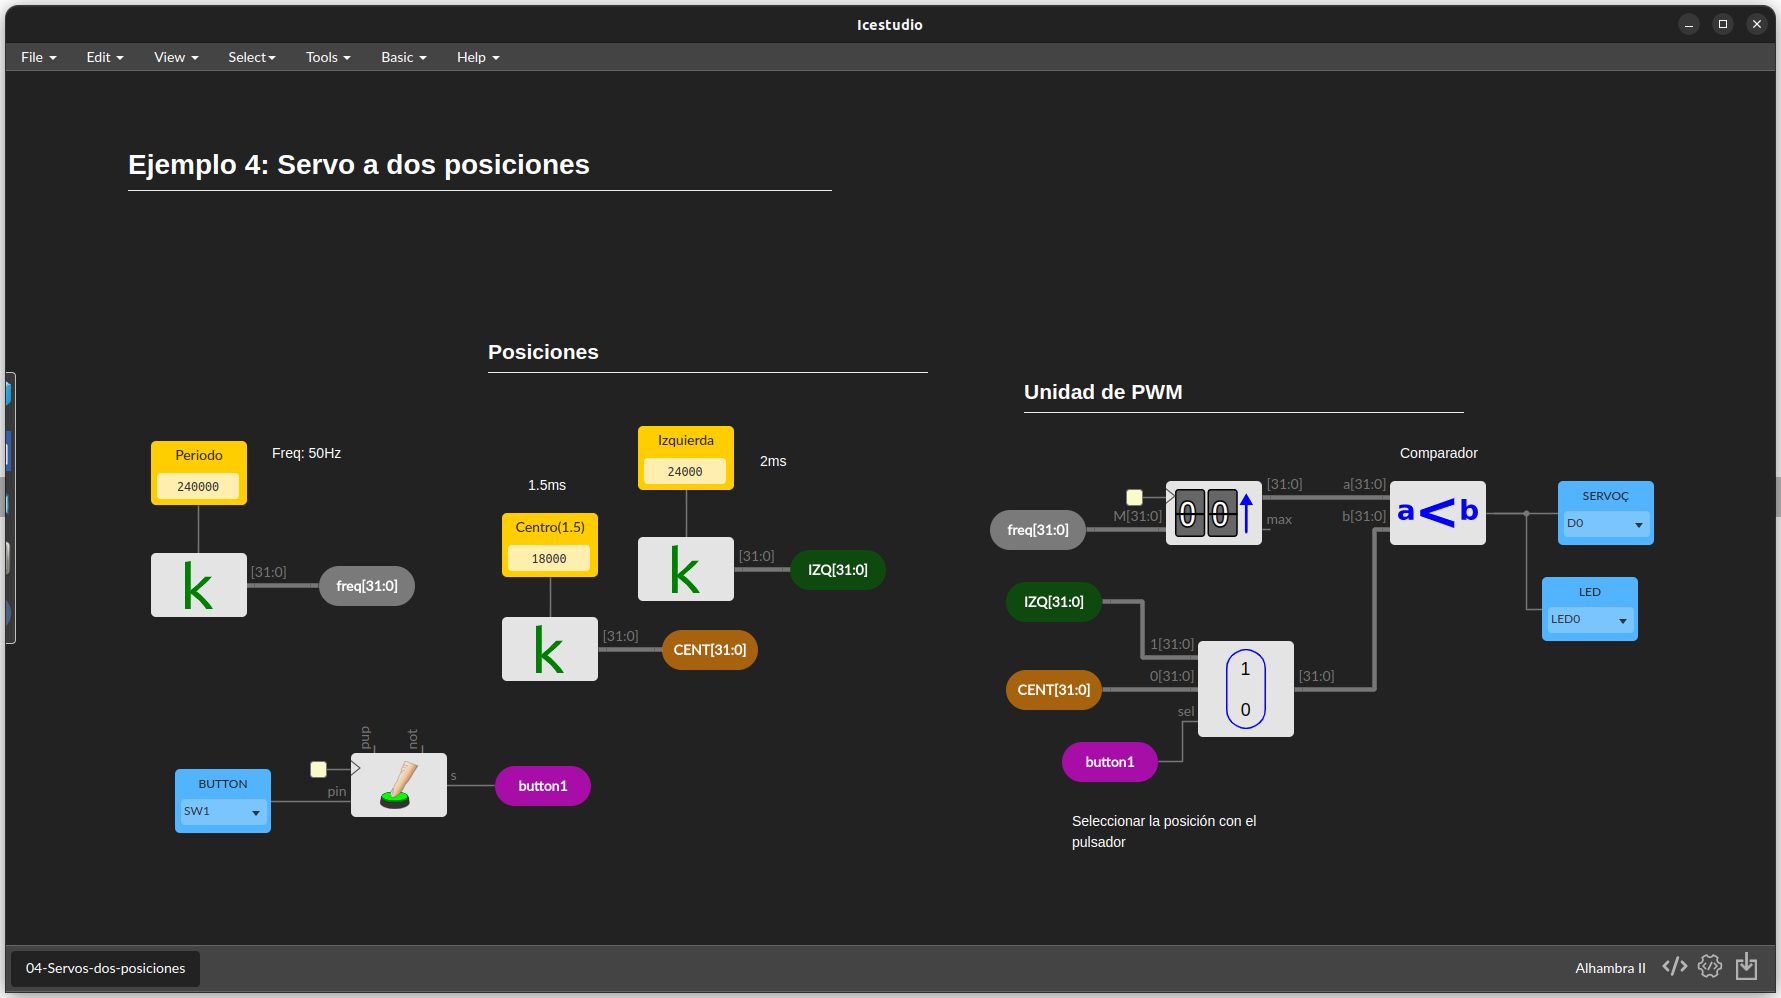 Icestudio
File
Edit
View
Select
Tools
Basic
Help
Ejemplo 4: Servo a dos posiciones
Posiciones
Unidad de PWM
Periodo
240000
Freq: 50Hz
k
[31:0]
freq[31:0]
1.5ms
Centro(1.5)
18000
k
[31:0]
CENT[31:0]
Izquierda
24000
2ms
k
[31:0]
IZQ[31:0]
BUTTON
SW1
pup
not
pin
s
button1
Comparador
freq[31:0]
M[31:0]
00
[31:0]
max
a[31:0]
b[31:0]
a<b
SERVOÇ
D0
LED
LED0
IZQ[31:0]
1[31:0]
CENT[31:0]
0[31:0]
sel
1
0
[31:0]
button1
Seleccionar la posición con el
pulsador
04-Servos-dos-posiciones
Alhambra II